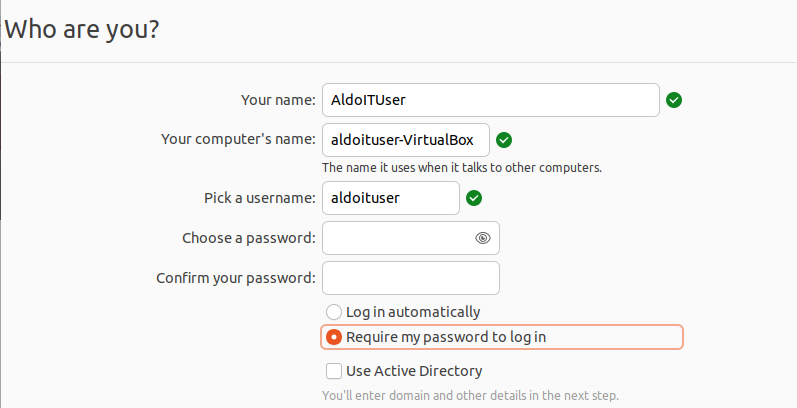 Who are you?
Your name: AldoITUser
Your computer's name: aldoituser-VirtualBox
The name it uses when it talks to other computers.
Pick a username: aldoituser
Choose a password:
Confirm your password:
Log in automatically
Require my password to log in
Use Active Directory
You'll enter domain and other details in the next step.